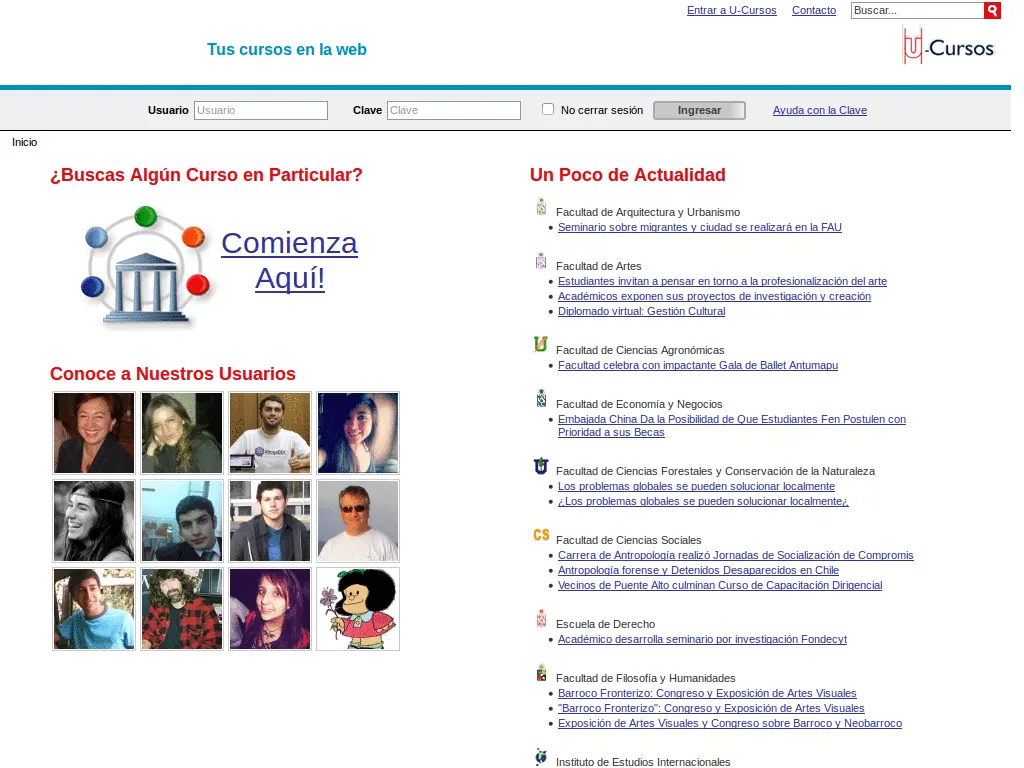 Entrar a U-Cursos Contacto Buscar...
Tus cursos en la web
U-Cursos
Usuario Usuario Clave Clave No cerrar sesión Ingresar Ayuda con la Clave
Inicio
¿Buscas Algún Curso en Particular?
Comienza
Aquí!
Conoce a Nuestros Usuarios
Un Poco de Actualidad
Facultad de Arquitectura y Urbanismo
Seminario sobre migrantes y ciudad se realizará en la FAU
Facultad de Artes
Estudiantes invitan a pensar en torno a la profesionalización del arte
Académicos exponen sus proyectos de investigación y creación
Diplomado virtual: Gestión Cultural
Facultad de Ciencias Agronómicas
Facultad celebra con impactante Gala de Ballet Antumapu
Facultad de Economía y Negocios
Embajada China Da la Posibilidad de Que Estudiantes Fen Postulen con
Prioridad a sus Becas
Facultad de Ciencias Forestales y Conservación de la Naturaleza
Los problemas globales se pueden solucionar localmente
¿Los problemas globales se pueden solucionar localmente¿
CS Facultad de Ciencias Sociales
Carrera de Antropología realizó Jornadas de Socialización de Compromis
Antropología forense y Detenidos Desaparecidos en Chile
Vecinos de Puente Alto culminan Curso de Capacitación Dirigencial
Escuela de Derecho
Académico desarrolla seminario por investigación Fondecyt
Facultad de Filosofía y Humanidades
Barroco Fronterizo: Congreso y Exposición de Artes Visuales
"Barroco Fronterizo": Congreso y Exposición de Artes Visuales
Exposición de Artes Visuales y Congreso sobre Barroco y Neobarroco
Instituto de Estudios Internacionales